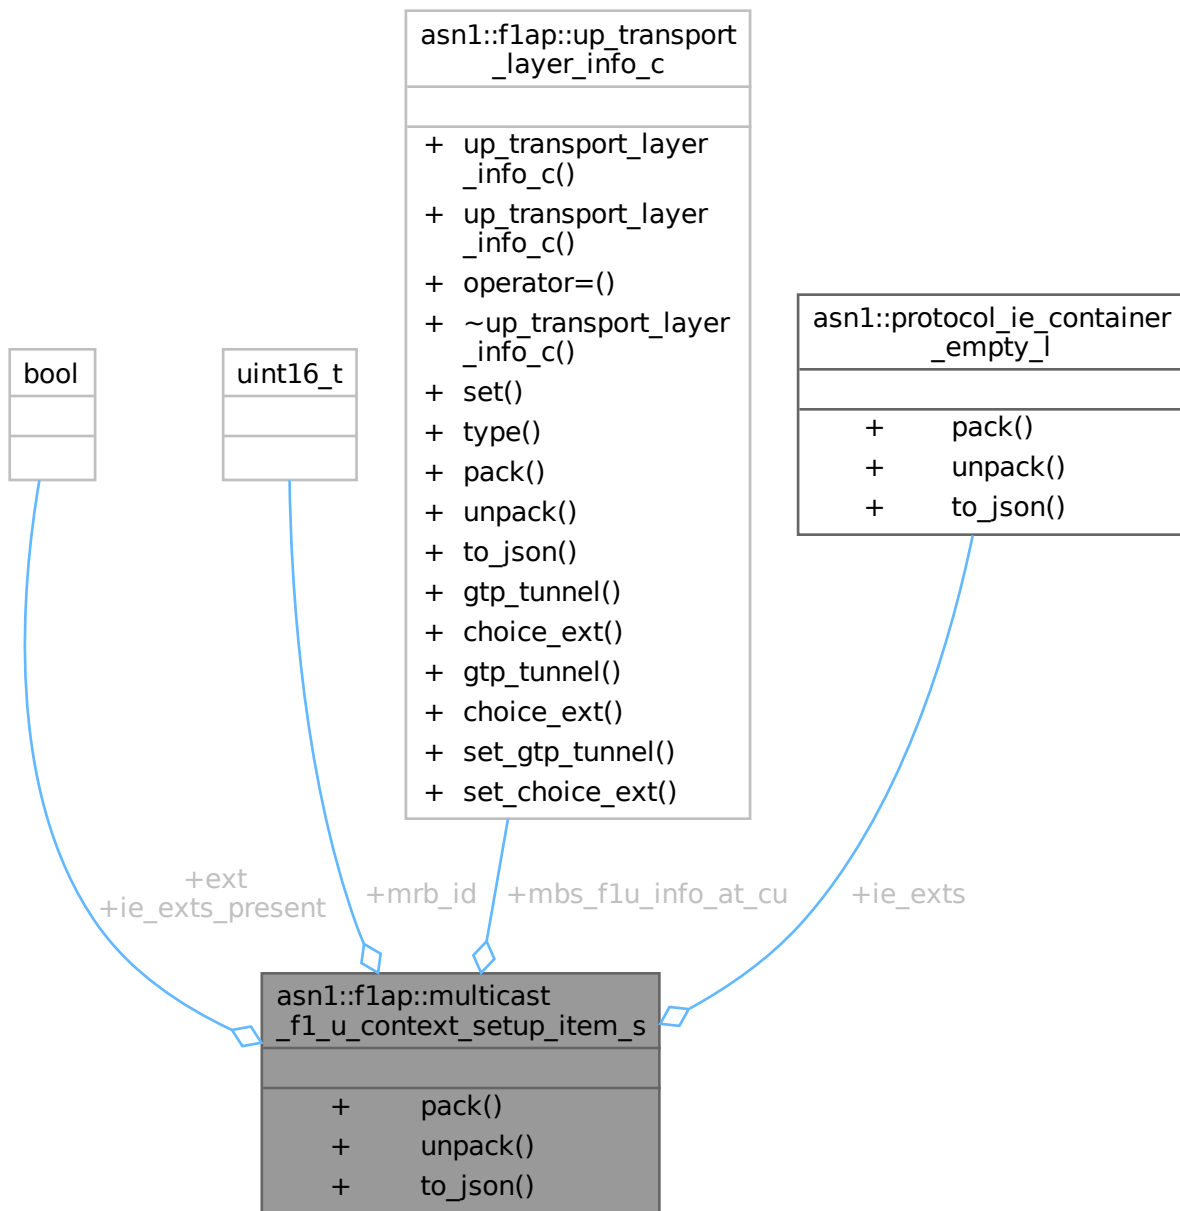 asn1::f1ap::up_transport
_layer_info_c
+ up_transport_layer
_info_c()
+ up_transport_layer
_info_c()
+ operator=()
+ ~up_transport_layer
_info_c()
+ set()
+ type()
+ pack()
+ unpack()
+ to_json()
+ gtp_tunnel()
+ choice_ext()
+ gtp_tunnel()
+ choice_ext()
+ set_gtp_tunnel()
+ set_choice_ext()
asn1::protocol_ie_container
_empty_l
+ pack()
+ unpack()
+ to_json()
bool
uint16_t
+ext
+ie_exts_present
+mrb_id
+mbs_f1u_info_at_cu
+ie_exts
asn1::f1ap::multicast
_f1_u_context_setup_item_s
+ pack()
+ unpack()
+ to_json()